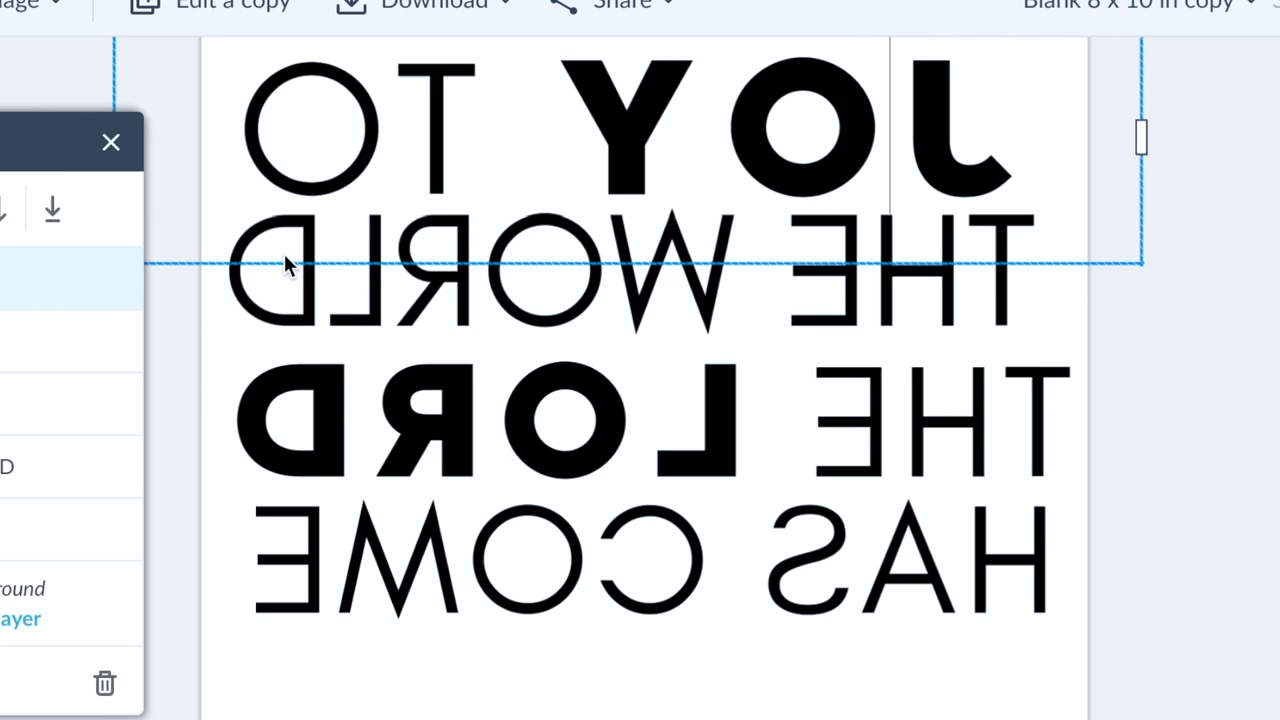 Edit a copy Download Share Blank 8 x 10 in copy
JOY TO
THE WORLD
THE LORD
HAS COME
D